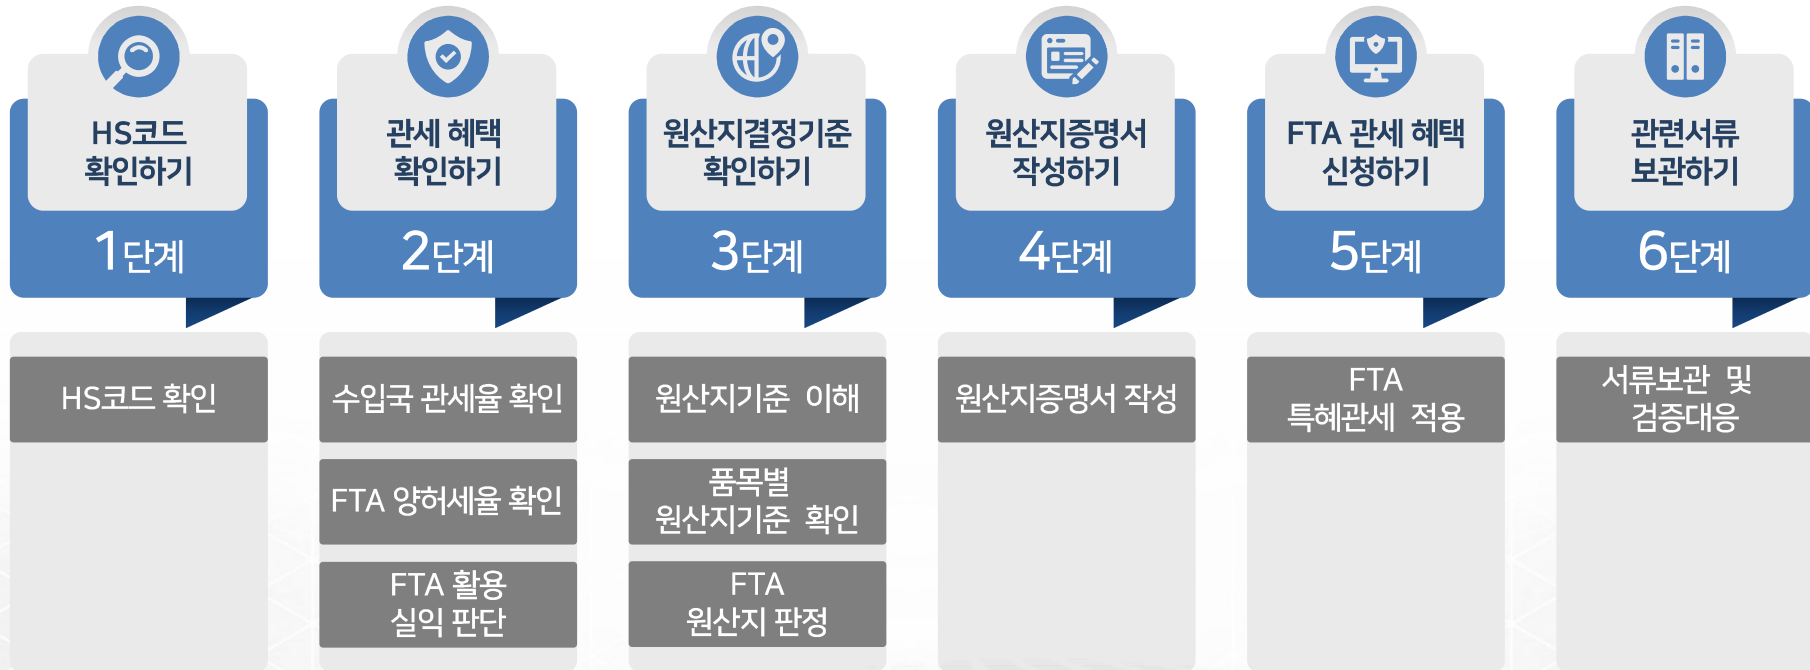 HS코드
확인하기
1단계
HS코드 확인
관세 혜택
확인하기
2단계
수입국 관세율 확인
FTA 양허세율 확인
FTA 활용
실익 판단
원산지결정기준
확인하기
3단계
원산지기준 이해
품목별
원산지기준 확인
FTA
원산지 판정
원산지증명서
작성하기
4단계
원산지증명서 작성
FTA 관세 혜택
신청하기
5단계
FTA
특혜관세 적용
관련서류
보관하기
6단계
서류보관 및
검증대응